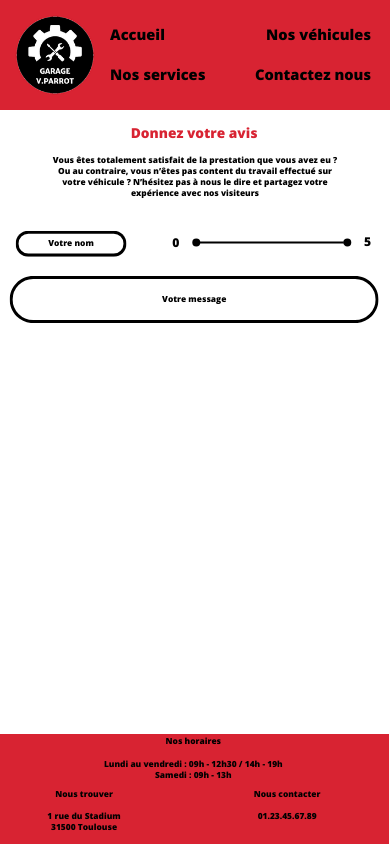 GARAGE
V.PARROT
Accueil
Nos véhicules
Nos services
Contactez nous
Donnez votre avis
Vous êtes totalement satisfait de la prestation que vous avez eu ?
Ou au contraire, vous n'êtes pas content du travail effectué sur
votre véhicule ? N'hésitez pas à nous le dire et partagez votre
expérience avec nos visiteurs
Votre nom
0
5
Votre message
Nos horaires
Lundi au vendredi : 09h - 12h30 / 14h - 19h
Samedi : 09h - 13h
Nous trouver
1 rue du Stadium
31500 Toulouse
Nous contacter
01.23.45.67.89